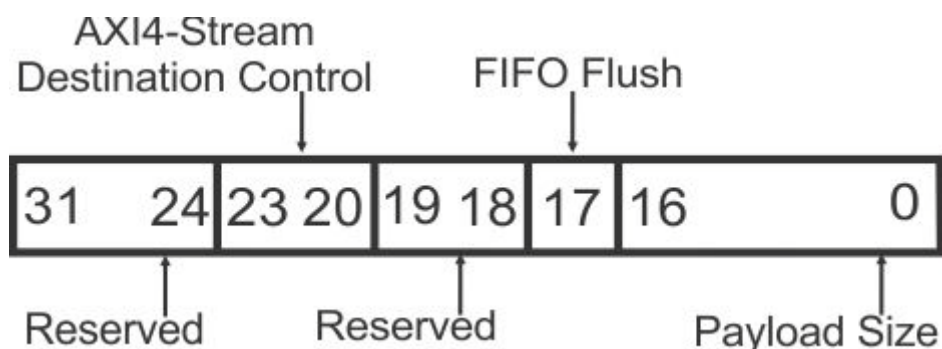 AXI4-Stream
Destination Control
FIFO Flush
31 24 23 20 19 18 17 16 0
Reserved
Reserved
Payload Size